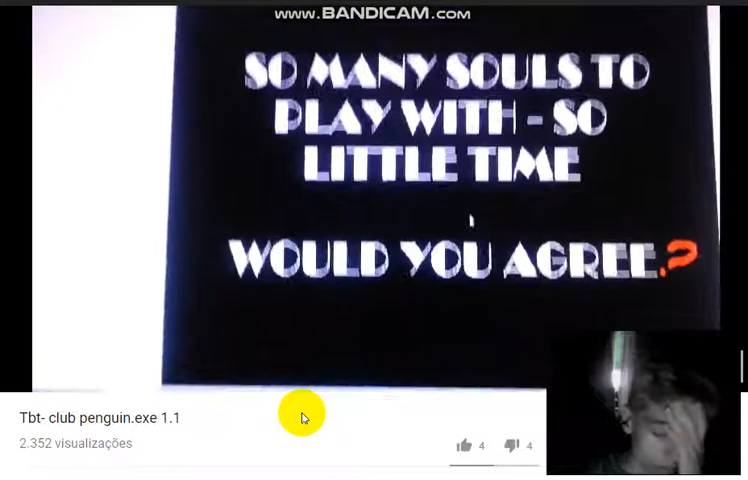 www.BANDICAM.com
SO MANY SOULS TO
PLAY WITH - SO
LITTLE TIME
WOULD YOU AGREE.?
Tbt- club penguin.exe 1.1
2.352 visualizações
4
4